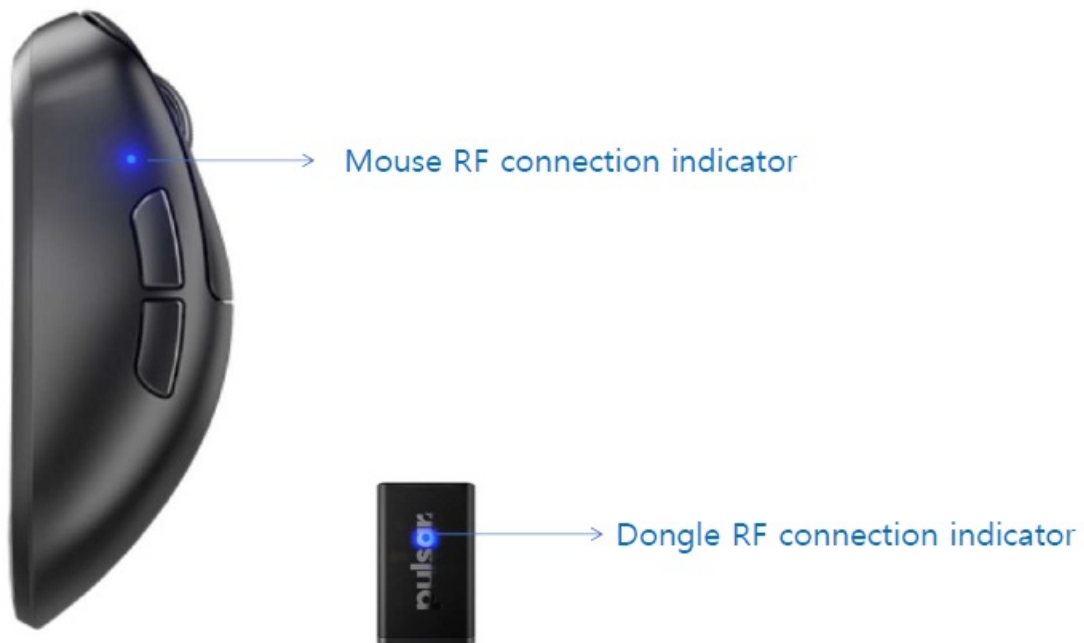 Mouse RF connection indicator
pulsar
Dongle RF connection indicator